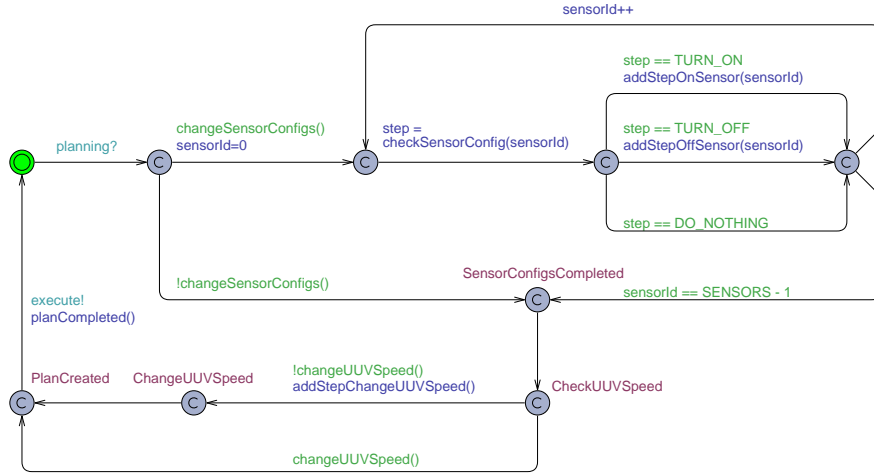 sensorId++
step == TURN_ON
addStepOnSensor(sensorId)
planning?
changeSensorConfigs()
sensorId=0
step =
checkSensorConfig(sensorId)
step == TURN_OFF
addStepOffSensor(sensorId)
C
C
C
C
step == DO_NOTHING
SensorConfigsCompleted
!changeSensorConfigs()
C
sensorId == SENSORS - 1
execute!
planCompleted()
PlanCreated
ChangeUUVSpeed
!changeUUVSpeed()
addStepChangeUUVSpeed()
CheckUUVSpeed
C
C
C
changeUUVSpeed()